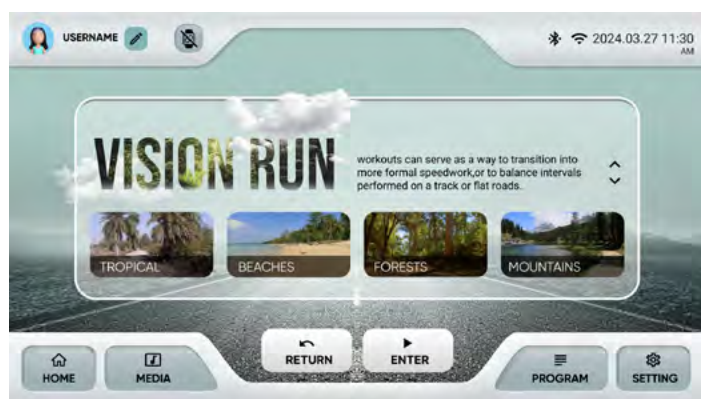 USERNAME
2024.03.27 11:30
AM
VISION RUN
workouts can serve as a way to transition into
more formal speedwork,or to balance intervals
performed on a track or flat roads.
TROPICAL
BEACHES
FORESTS
MOUNTAINS
RETURN
ENTER
HOME
MEDIA
PROGRAM
SETTING